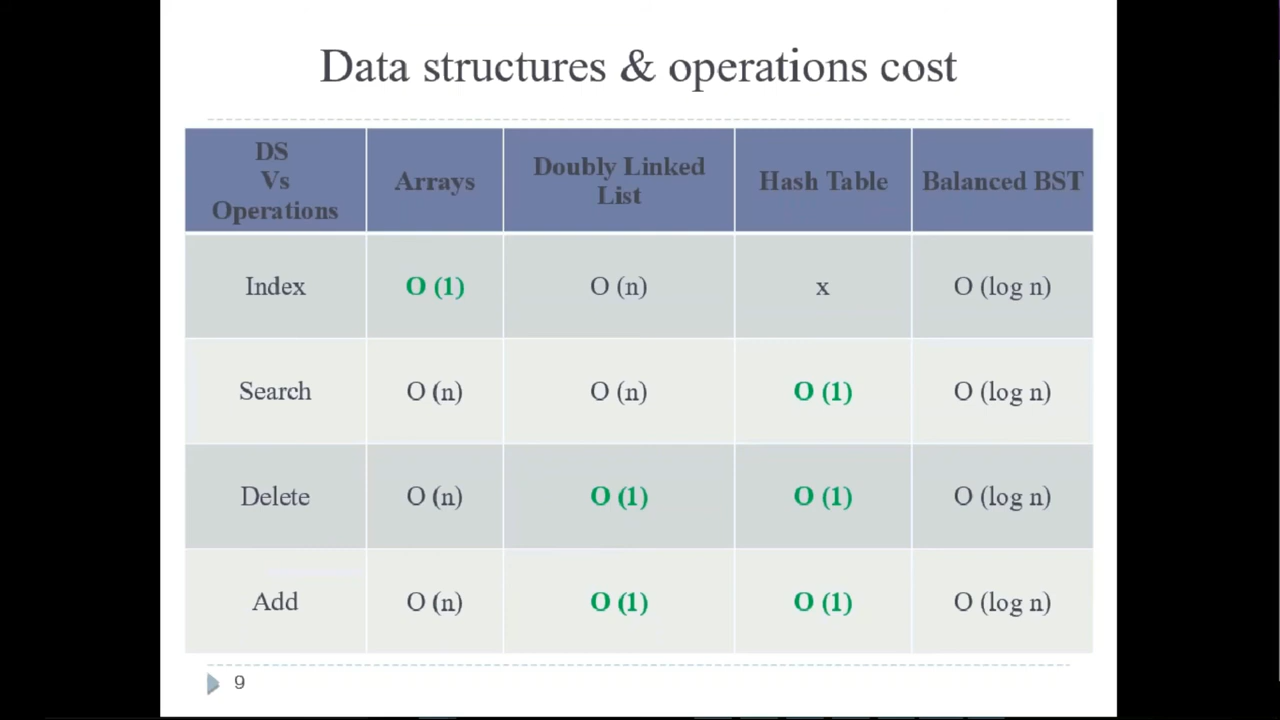 Data structures & operations cost
DS
Vs
Operations
Arrays
Doubly Linked
List
Hash Table
Balanced BST
Index
O (1)
O (n)
x
O (log n)
Search
O (n)
O (n)
O (1)
O (log n)
Delete
O (n)
O (1)
O (1)
O (log n)
Add
O (n)
O (1)
O (1)
O (log n)
9